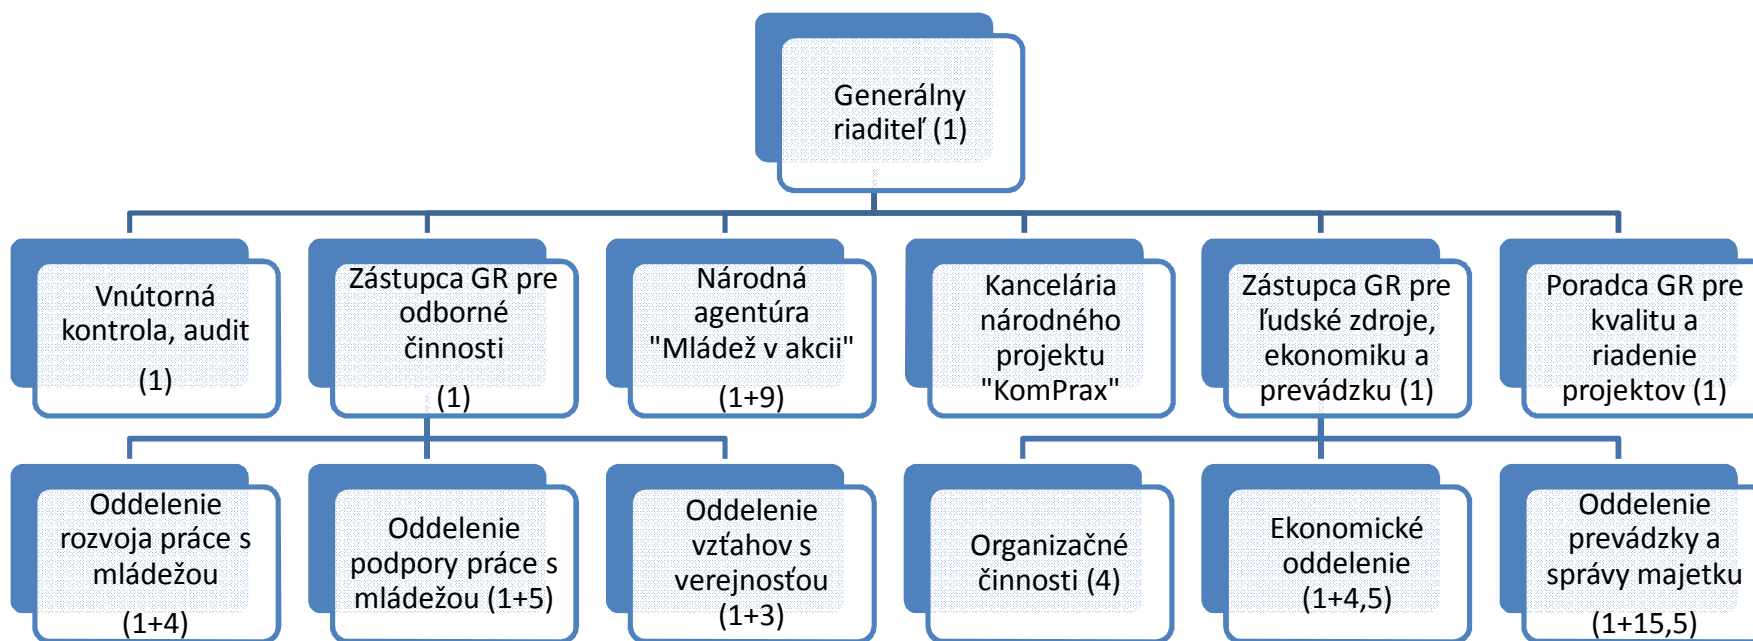 Generálny
riaditeľ (1)
Vnútorná
kontrola, audit
(1)
Zástupca GR pre
odborné
činnosti
(1)
Národná
agentúra
"Mládež v akcii"
(1+9)
Kancelária
národného
projektu
"KomPrax"
Zástupca GR pre
ľudské zdroje,
ekonomiku a
prevádzku (1)
Poradca GR pre
kvalitu a
riadenie
projektov (1)
Oddelenie
rozvoja práce s
mládežou
(1+4)
Oddelenie
podpory práce s
mládežou (1+5)
Oddelenie
vzťahov s
verejnosťou
(1+3)
Organizačné
činnosti (4)
Ekonomické
oddelenie
(1+4,5)
Oddelenie
prevádzky a
správy majetku
(1+15,5)